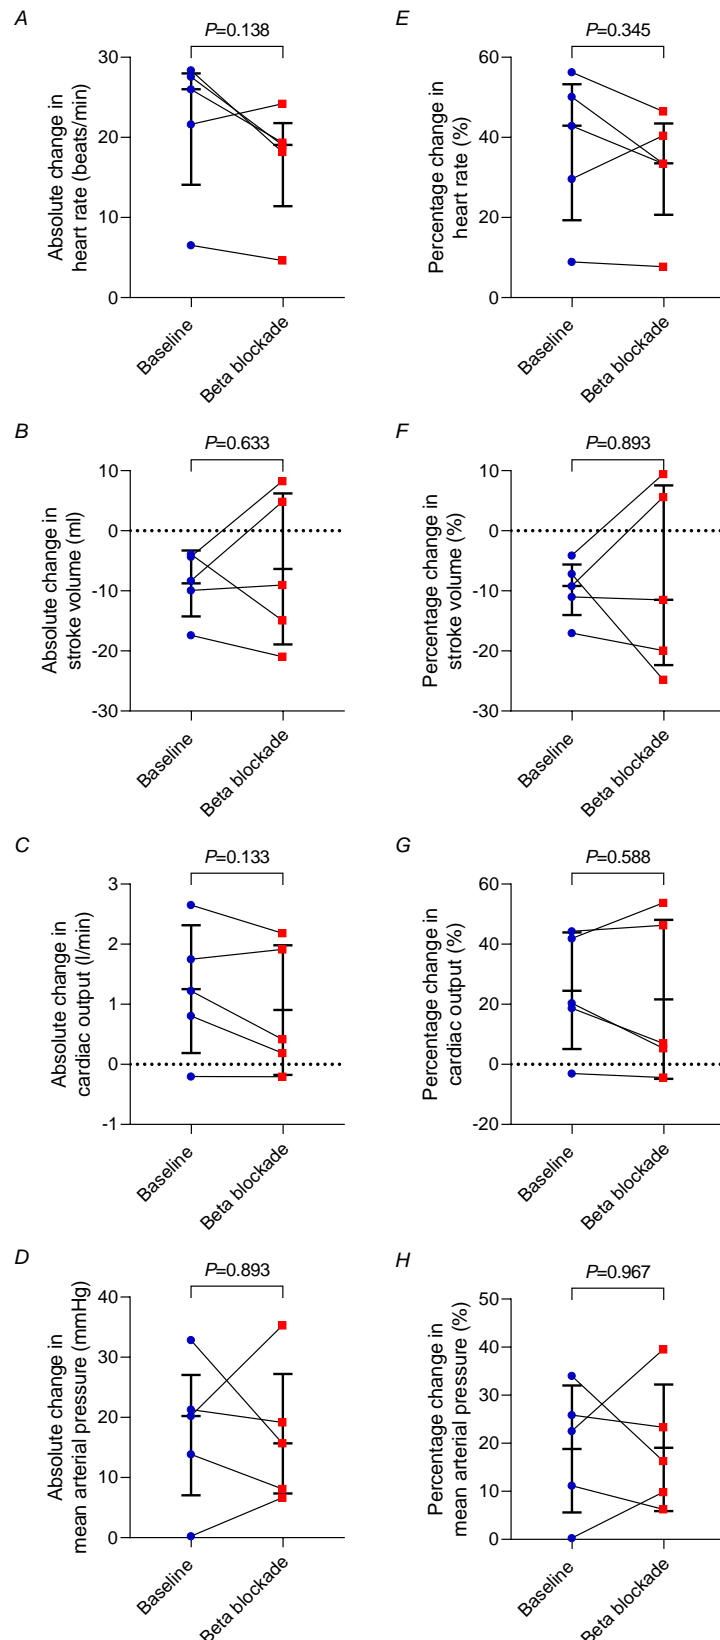 A
P=0.138
Absolute change in
heart rate (beats/min)
30
20
10
0
Baseline
Beta blockade
E
P=0.345
Percentage change in
heart rate (%)
60
40
20
0
Baseline
Beta blockade
B
P=0.633
Absolute change in
stroke volume (ml)
10
0
-10
-20
-30
Baseline
Beta blockade
F
P=0.893
Percentage change in
stroke volume (%)
10
0
-10
-20
-30
Baseline
Beta blockade
C
P=0.133
Absolute change in
cardiac output (l/min)
3
2
1
0
-1
Baseline
Beta blockade
G
P=0.588
Percentage change in
cardiac output (%)
60
40
20
0
-20
Baseline
Beta blockade
D
P=0.893
Absolute change in
mean arterial pressure (mmHg)
40
30
20
10
0
Baseline
Beta blockade
H
P=0.967
Percentage change in
mean arterial pressure (%)
50
40
30
20
10
0
Baseline
Beta blockade